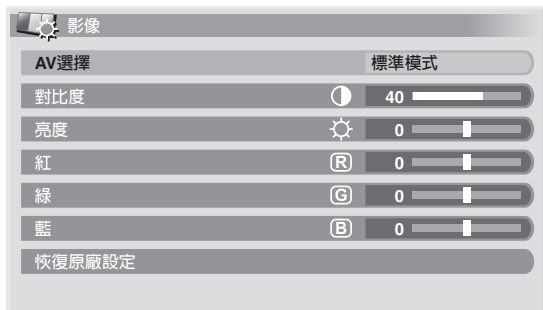 影像
AV選擇 標準模式
對比度 40
亮度 0
紅 R 0
綠 G 0
藍 B 0
恢復原廠設定